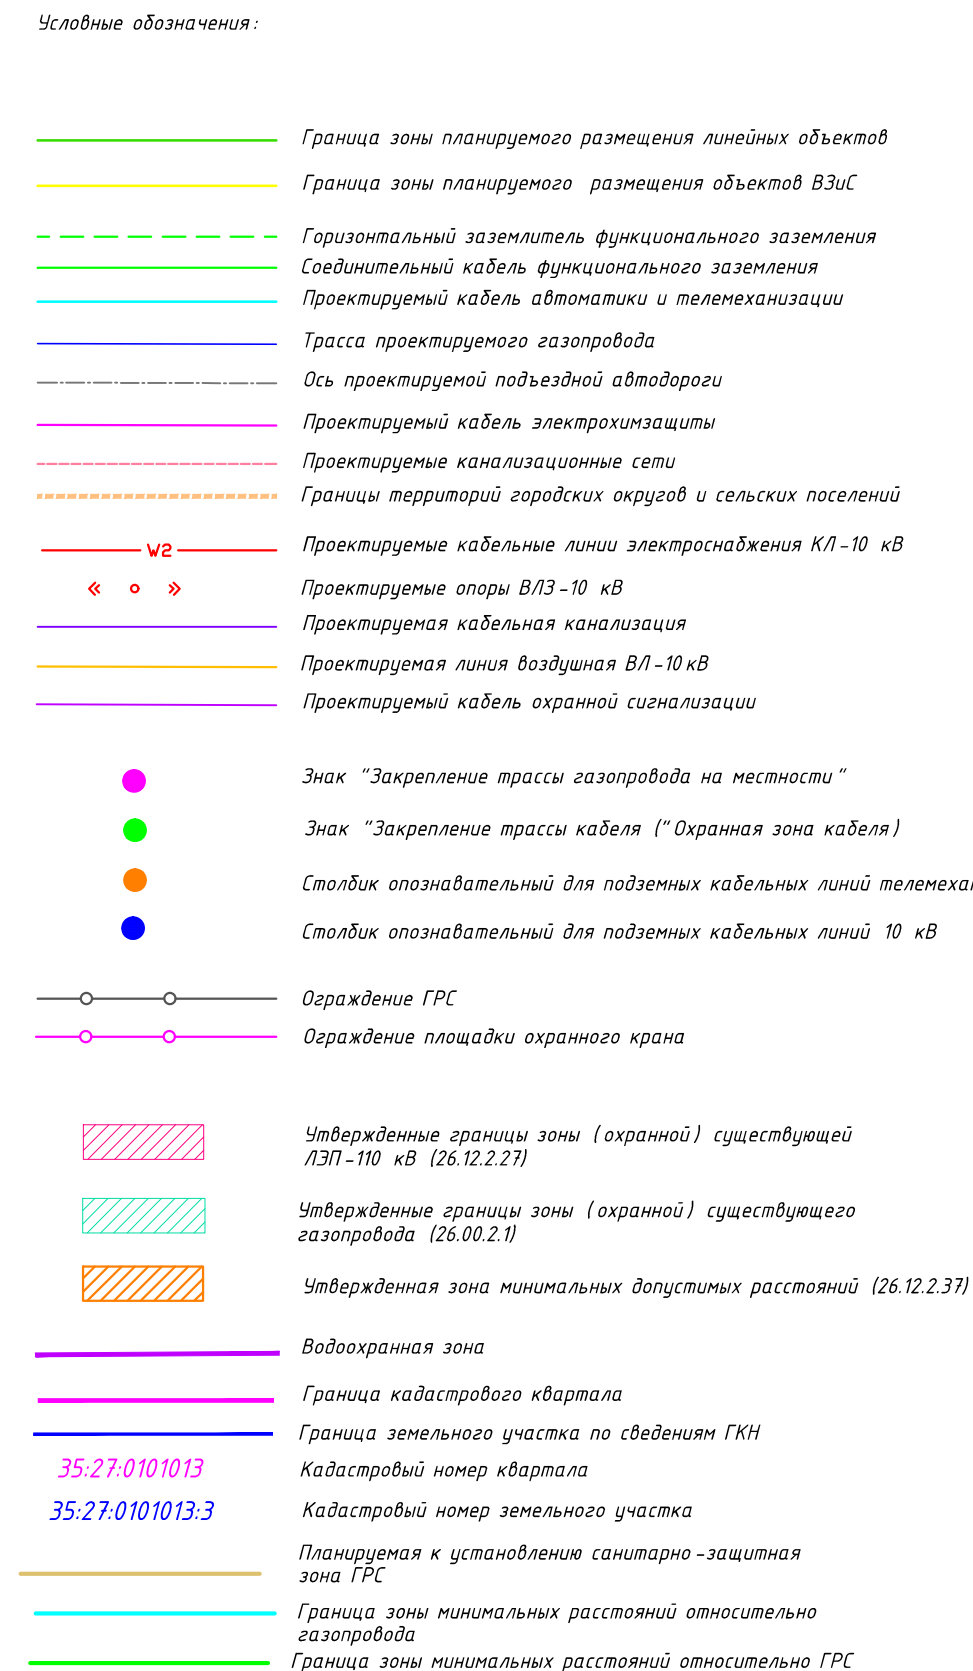 Условные обозначения:
Граница зоны планируемого размещения линейных объектов
Граница зоны планируемого размещения объектов ВЗиС
Горизонтальный заземлитель функционального заземления
Соединительный кабель функционального заземления
Проектируемый кабель автоматики и телемеханизации
Трасса проектируемого газопровода
Ось проектируемой подъездной автодороги
Проектируемый кабель электрохимзащиты
Проектируемые канализационные сети
Границы территорий городских округов и сельских поселений
W2 Проектируемые кабельные линии электроснабжения КЛ-10 кВ
Проектируемые опоры ВЛЗ-10 кВ
Проектируемая кабельная канализация
Проектируемая линия воздушная ВЛ-10 кВ
Проектируемый кабель охранной сигнализации
Знак "Закрепление трассы газопровода на местности"
Знак "Закрепление трассы кабеля ("Охранная зона кабеля)
Столбик опознавательный для подземных кабельных линий
Столбик опознавательный для подземных кабельных линий 10 кВ
Ограждение ГРС
Ограждение площадки охранного крана
Утвержденные границы зоны (охранной) существующей
ЛЭП-110 кВ (26.12.2.27)
Утвержденные границы зоны (охранной) существующего
газопровода (26.00.2.1)
Утвержденная зона минимальных допустимых расстояний (26.12.2.37)
Водоохранная зона
Граница кадастрового квартала
Граница земельного участка по сведениям ГКН
35:27:0101013 Кадастровый номер квартала
35:27:0101013:3 Кадастровый номер земельного участка
Планируемая к установлению санитарно-защитная
зона ГРС
Граница зоны минимальных расстояний относительно
газопровода
Граница зоны минимальных расстояний относительно ГРС